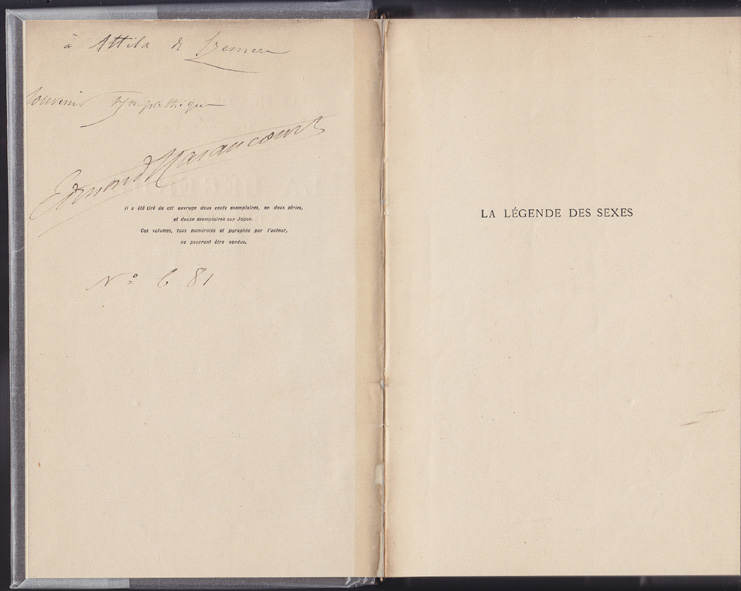 à Attila de
Souvenir sympathique
Edmond Haraucourt
Il a été tiré de cet ouvrage deux cents exemplaires, en deux séries,
et douze exemplaires sur Japon.
Ces volumes, tous numérotés et paraphés par l'auteur,
ne pourront être vendus.
No 6 81
LA LÉGENDE DES SEXES